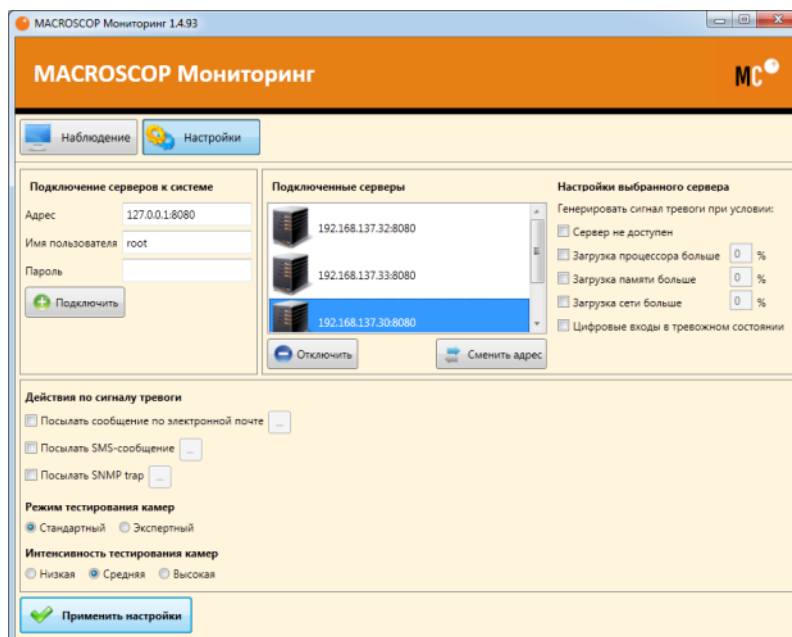 MACROSCOP Мониторинг 1.4.93
MACROSCOP Мониторинг
MC
Наблюдение
Настройки
Подключение серверов к системе
Адрес 127.0.0.1:8080
Имя пользователя root
Пароль
Подключить
Подключенные серверы
192.168.137.32:8080
192.168.137.33:8080
192.168.137.30:8080
Отключить
Сменить адрес
Настройки выбранного сервера
Генерировать сигнал тревоги при условии:
Сервер не доступен
Загрузка процессора больше 0 %
Загрузка памяти больше 0 %
Загрузка сети больше 0 %
Цифровые входы в тревожном состоянии
Действия по сигналу тревоги
Посылать сообщение по электронной почте ...
Посылать SMS-сообщение ...
Посылать SNMP trap ...
Режим тестирования камер
Стандартный Экспертный
Интенсивность тестирования камер
Низкая Средняя Высокая
Применить настройки